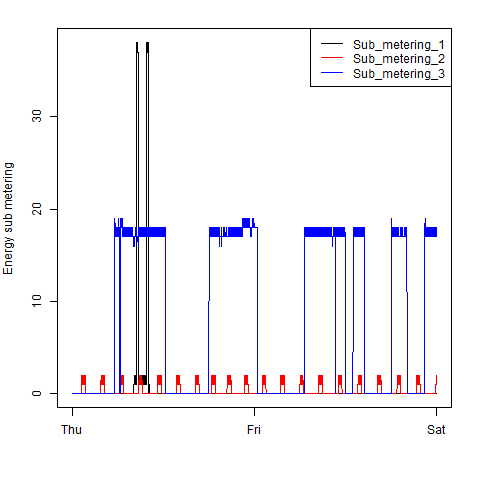 Sub_metering_1
Sub_metering_2
Sub_metering_3
Energy sub metering
30
20
10
0
Thu Fri Sat